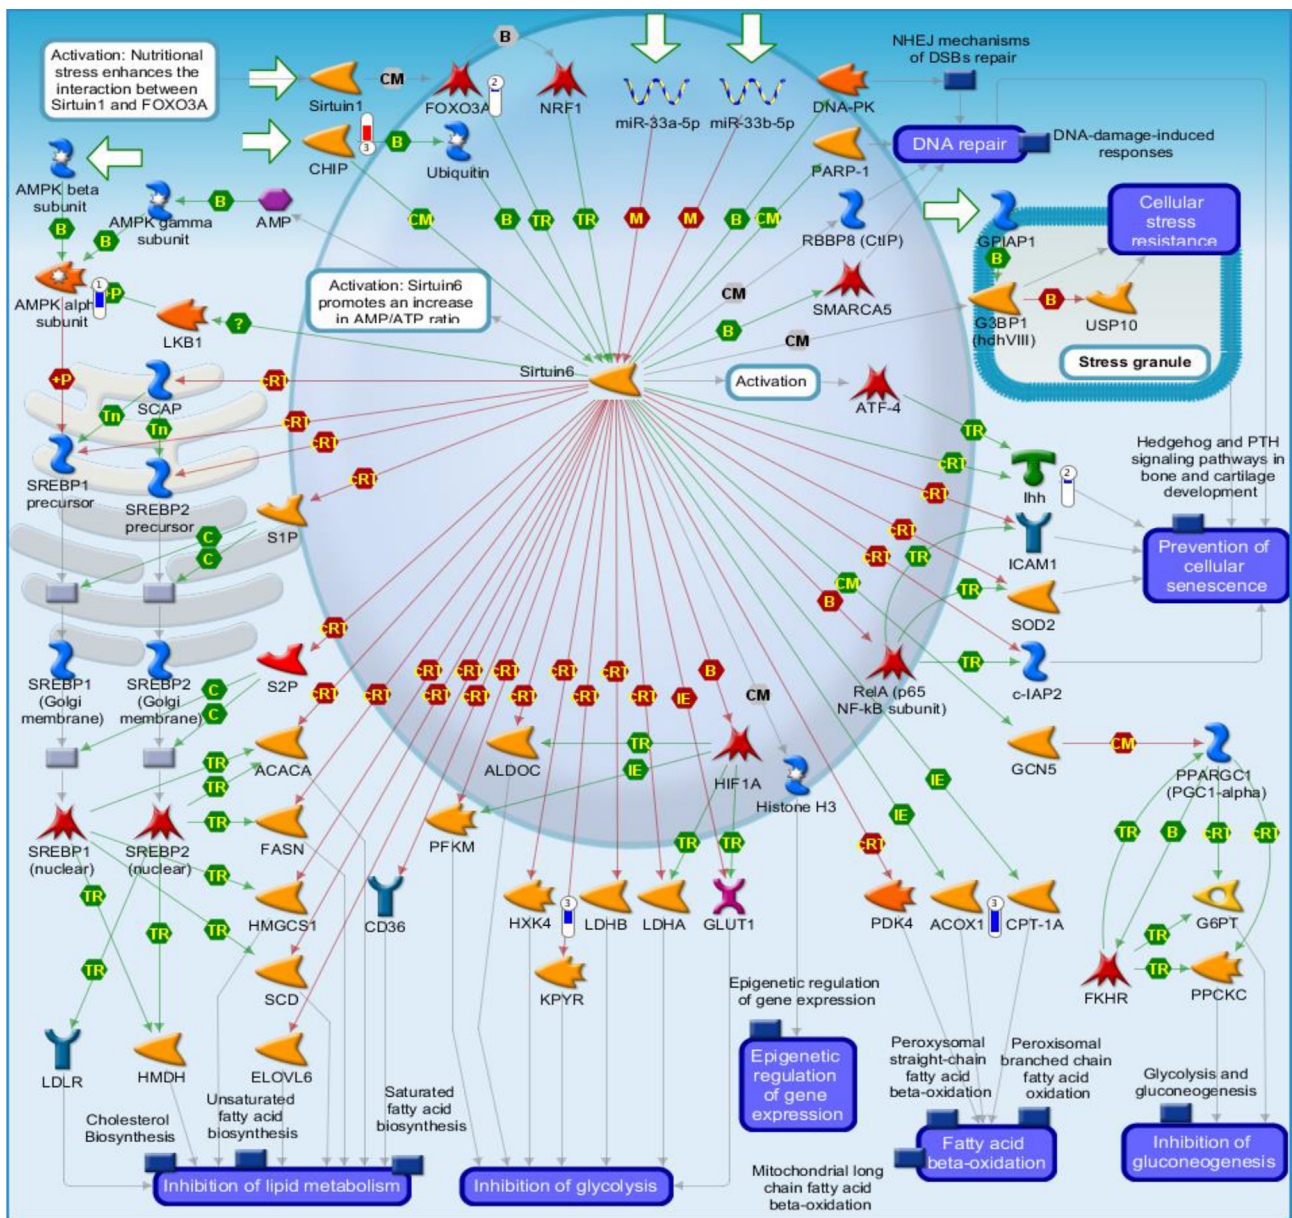 Activation: Nutritional
stress enhances the
interaction between
Sirtuin1 and FOXO3A
Sirtuin1
CM
FOXO3A
2
B
NRF1
miR-33a-5p
miR-33b-5p
DNA-PK
NHEJ mechanisms
of DSBs repair
DNA repair
DNA-damage-induced
responses
CHIP
3
B
Ubiquitin
PARP-1
AMPK beta
subunit
AMPK gamma
subunit
B
AMP
B
B
CM
B
TR
TR
M
M
B
CM
RBBP8 (CtIP)
GPIAP1
Cellular
stress
resistance
B
G3BP1
(hdhVIII)
B
USP10
Stress granule
AMPK alph
subunit
1
+P
LKB1
?
Activation: Sirtuin6
promotes an increase
in AMP/ATP ratio
CM
SMARCA5
B
CM
Sirtuin6
Activation
ATF-4
+P
SCAP
cRT
Tn
Tn
cRT
cRT
SREBP1
precursor
SREBP2
precursor
cRT
S1P
C
C
TR
cRT
Ihh
2
Hedgehog and PTH
signaling pathways in
bone and cartilage
development
cRT
ICAM1
cRT
cRT
TR
CM
B
Prevention of
cellular
senescence
TR
SOD2
TR
c-IAP2
RelA (p65
NF-kB subunit)
SREBP1
(Golgi
membrane)
SREBP2
(Golgi
membrane)
cRT
S2P
C
C
cRT
cRT
cRT
cRT
cRT
cRT
cRT
cRT
cRT
cRT
cRT
IE
B
CM
TR
TR
ACACA
ALDOC
TR
IE
HIF1A
Histone H3
GCN5
CM
PPARGC1
(PGC1-alpha)
IE
IE
SREBP1
(nuclear)
SREBP2
(nuclear)
TR
FASN
PFKM
TR
TR
cRT
TR
B
cRT
cRT
TR
TR
HMGCS1
CD36
HXK4
3
LDHB
LDHA
GLUT1
PDK4
ACOX1
3
CPT-1A
G6PT
TR
TR
TR
SCD
KPYR
TR
TR
FKHR
PPCKC
Epigenetic regulation
of gene expression
LDLR
HMDH
ELOVL6
Epigenetic
regulation
of gene
expression
Peroxysomal
straight-chain
fatty acid
beta-oxidation
Peroxisomal
branched chain
fatty acid
oxidation
Glycolysis and
gluconeogenesis
Cholesterol
Biosynthesis
Unsaturated
fatty acid
biosynthesis
Saturated
fatty acid
biosynthesis
Fatty acid
beta-oxidation
Inhibition of
gluconeogenesis
Mitochondrial long
chain fatty acid
beta-oxidation
Inhibition of lipid metabolism
Inhibition of glycolysis